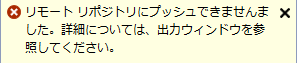 リモート リポジトリにプッシュできませんま
した。詳細については、出力ウィンドウを参
照してください。